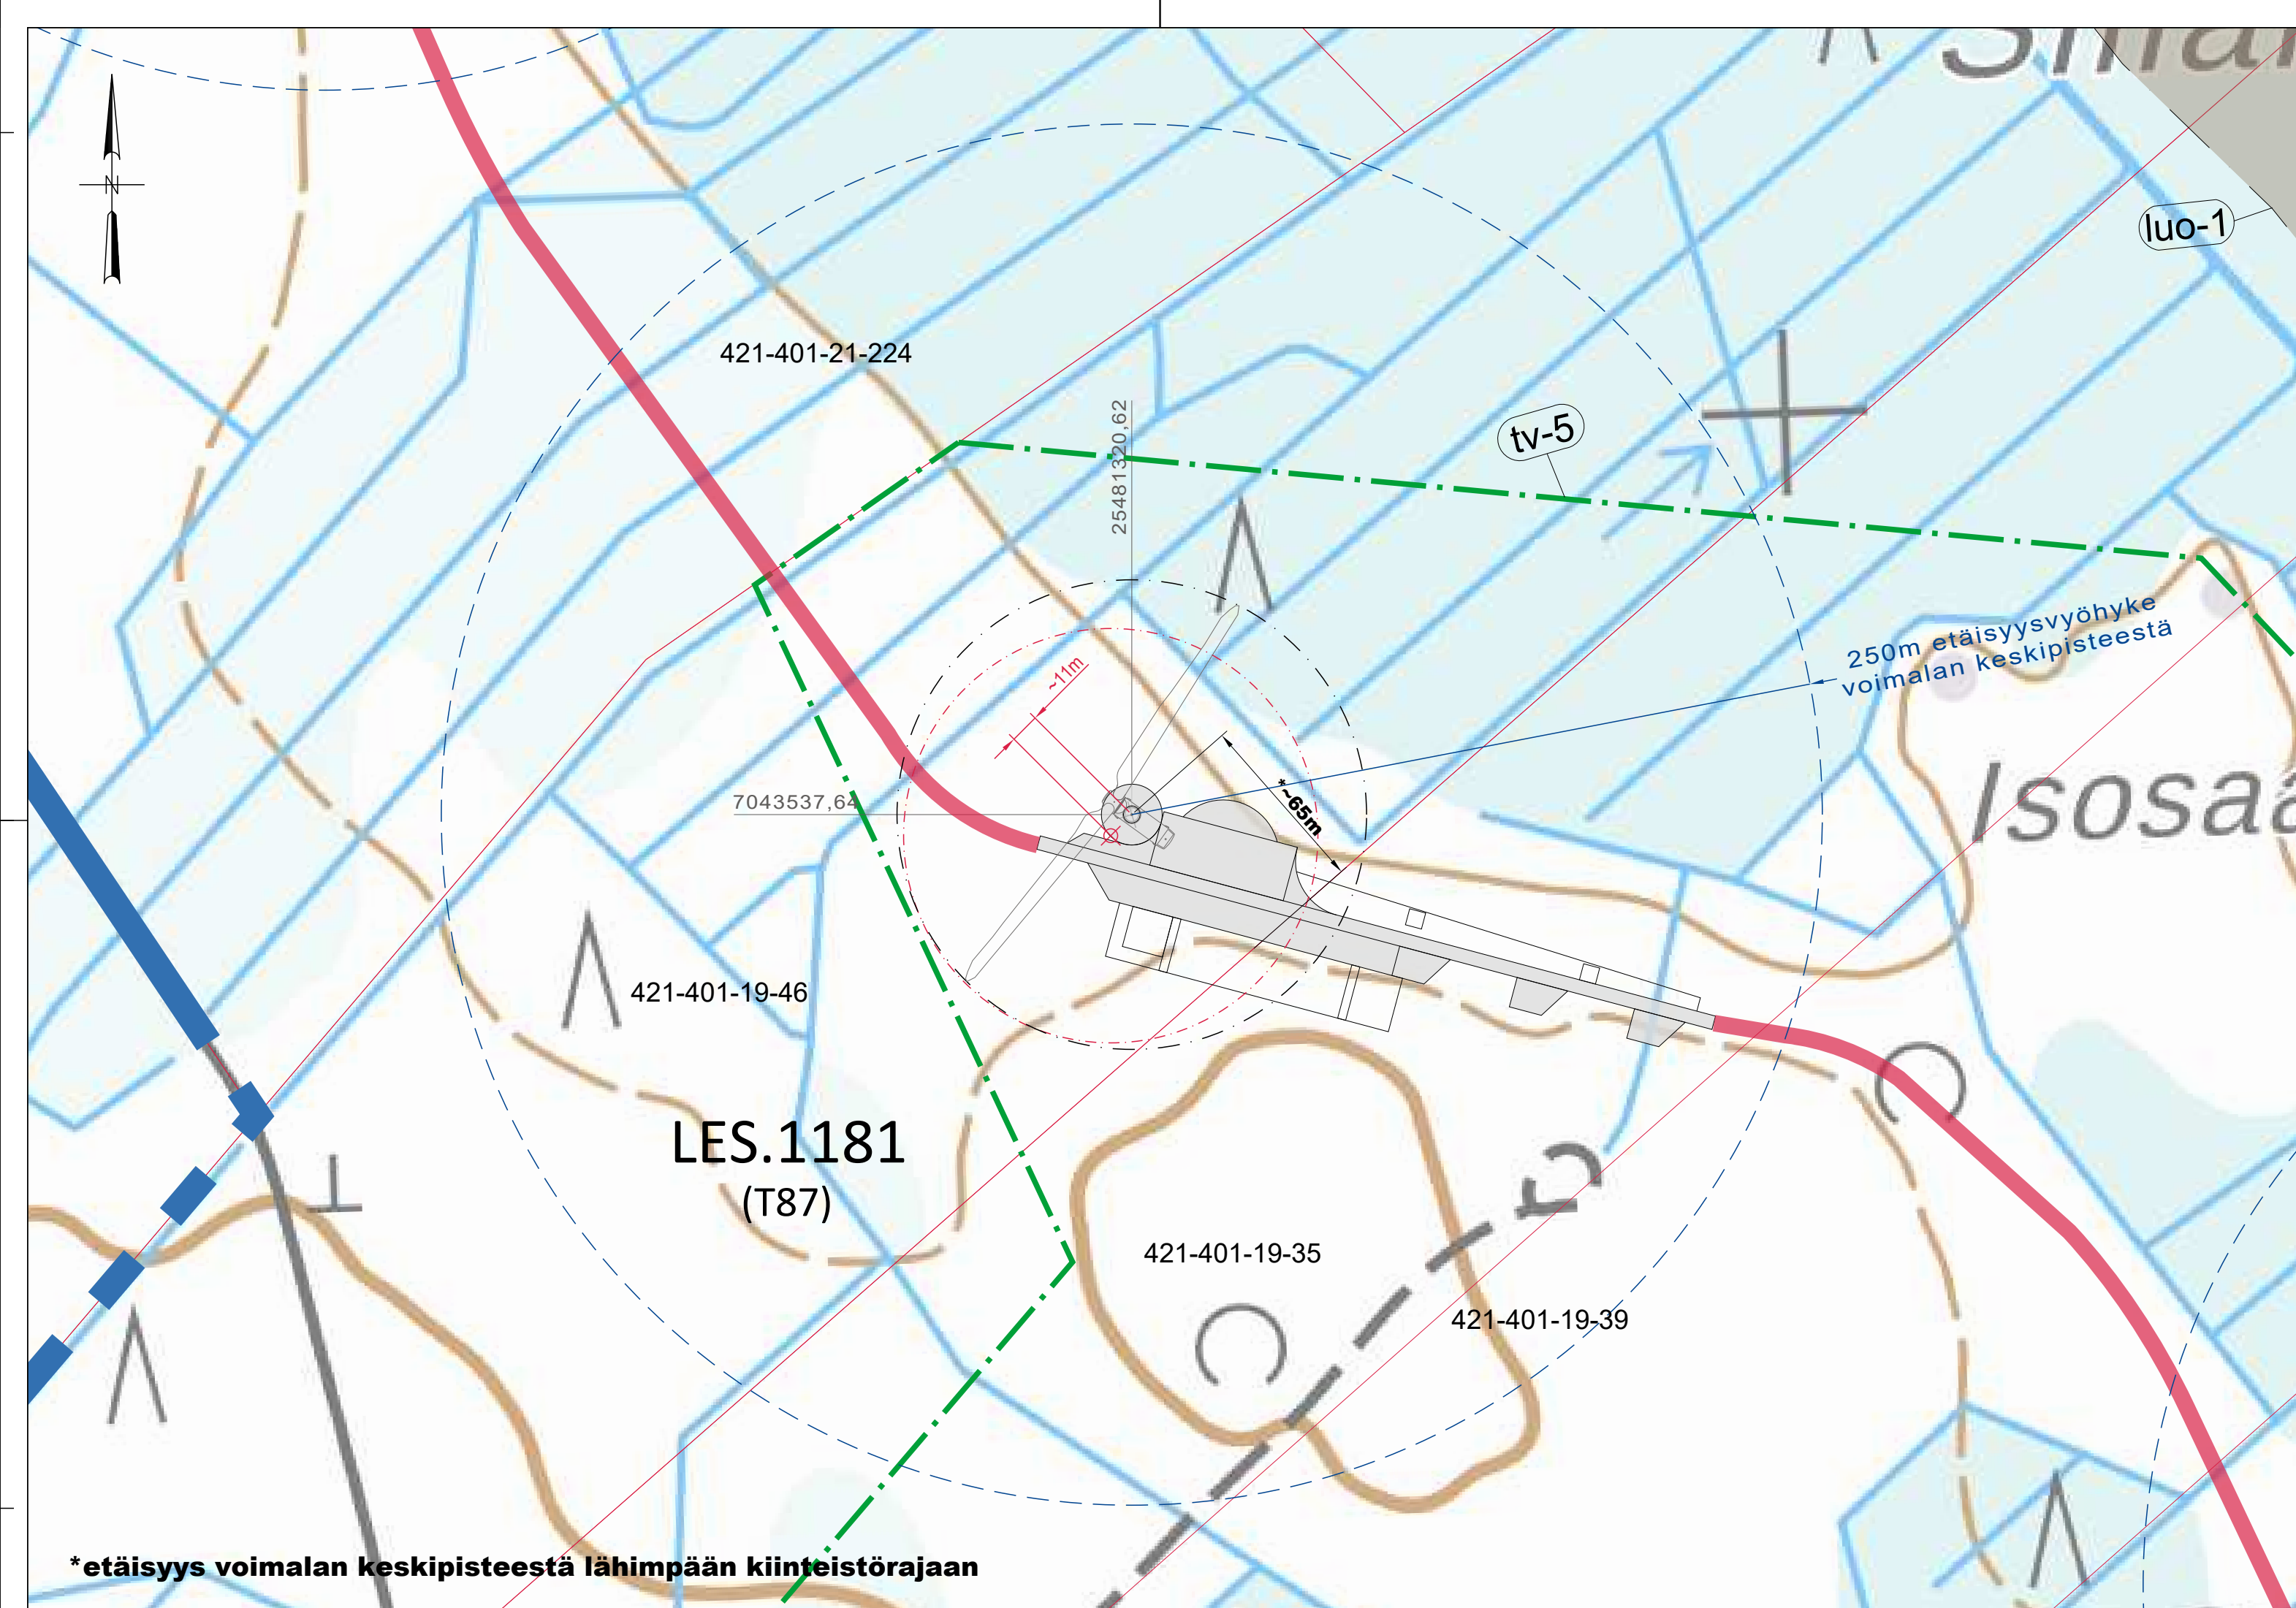 N
luo-1
421-401-21-224
25481320,62
tv-5
250m etäisyysvyöhyke
voimalan keskipisteestä
~11m
7043537,64
*~65m
421-401-19-46
LES.1181
(T87)
421-401-19-35
421-401-19-39
*etäisyys voimalan keskipisteestä lähimpään kiinteistörajaan